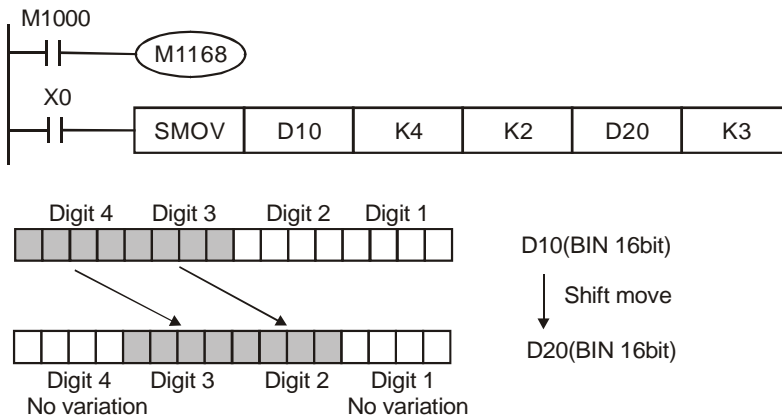 M1000
M1168
X0
SMOV D10 K4 K2 D20 K3
Digit 4 Digit 3 Digit 2 Digit 1
D10(BIN 16bit)
Shift move
D20(BIN 16bit)
Digit 4 Digit 3 Digit 2 Digit 1
No variation No variation